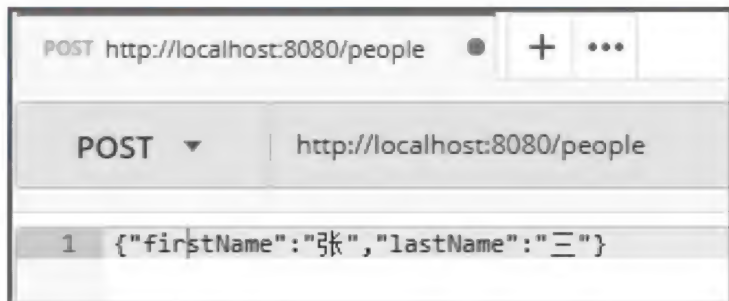 POST http://localhost:8080/people ● + •••
POST ▼ http://localhost:8080/people
1 {"firstName":"张","lastName":"三"}